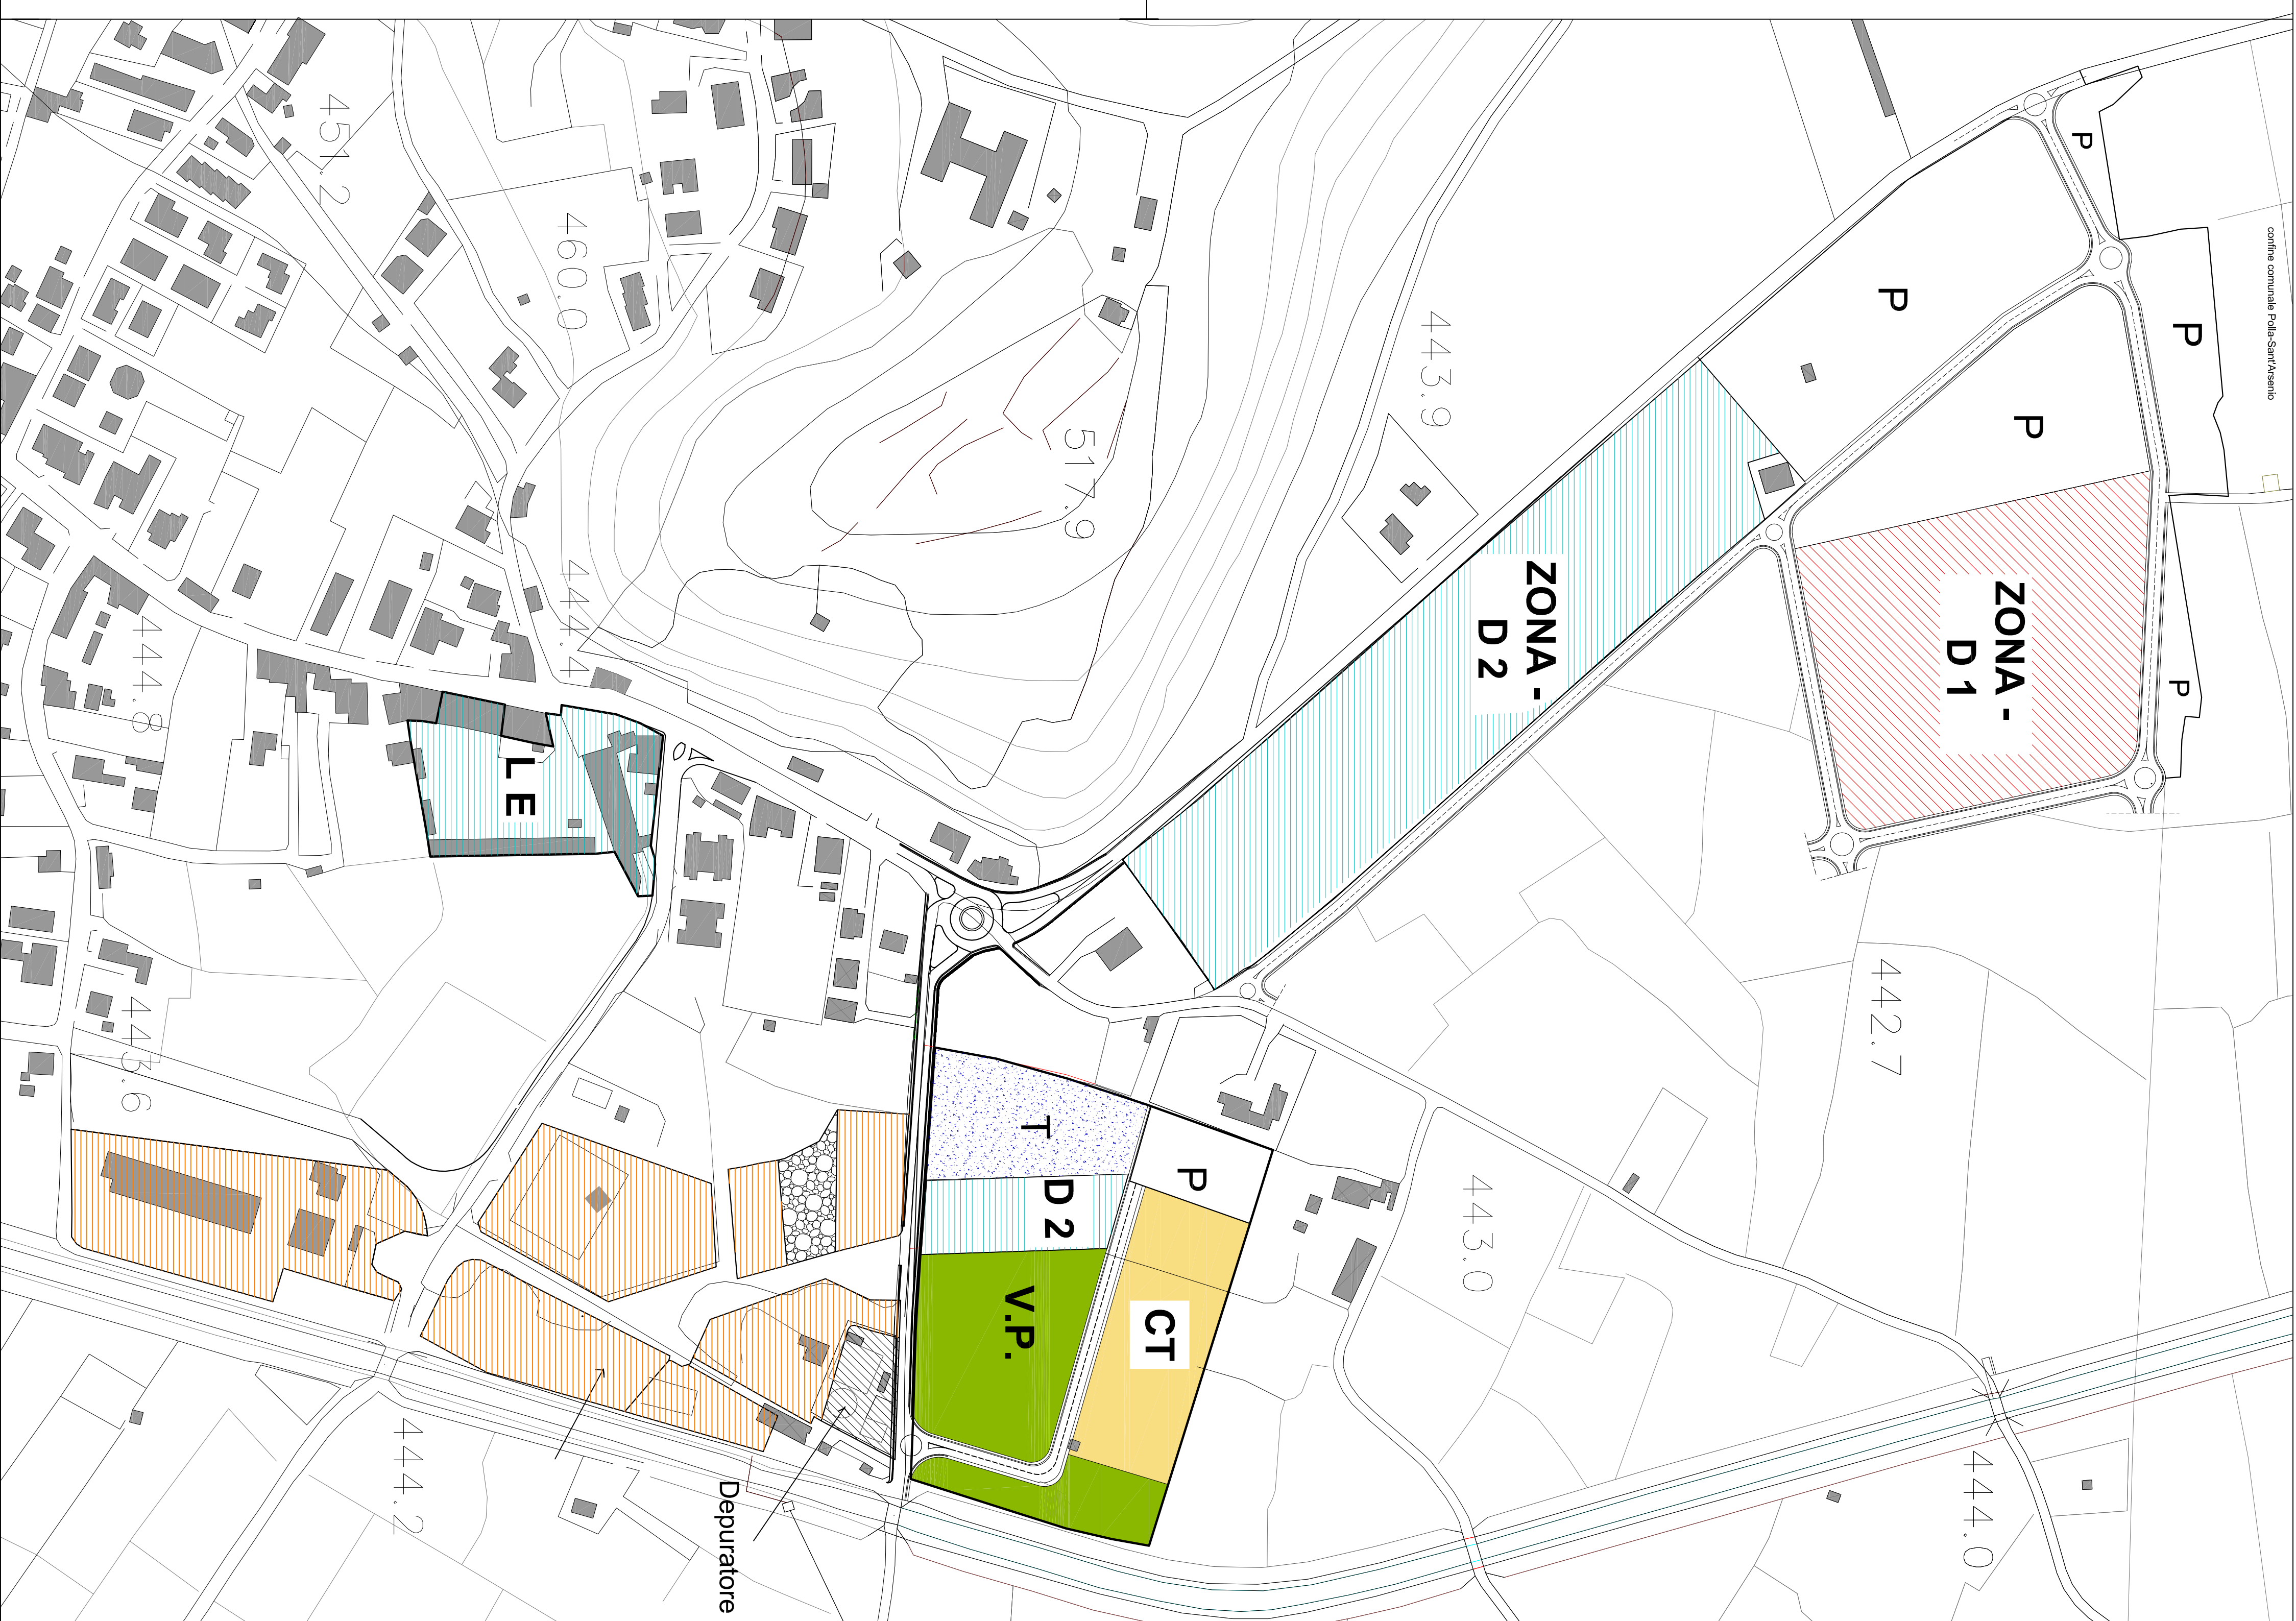 confine comunale Polla-Sant'Arsenio
P
P
P
P
P
ZONA -
D 1
ZONA -
D 2
442.7
444.0
443.9
443.0
517.9
P
CT
T
D 2
V.P.
460.0
444.4
L E
Depuratore
451.2
444.8
443.6
444.2